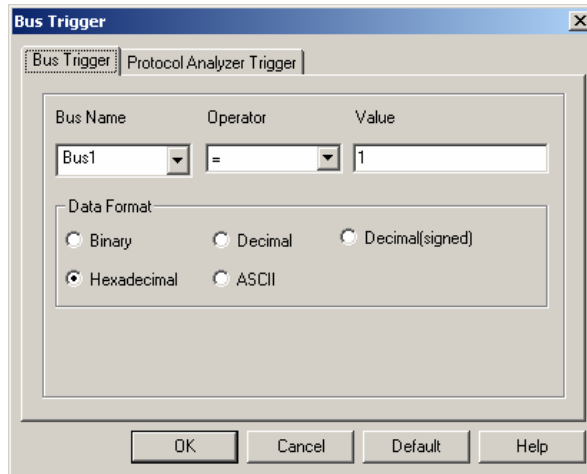 Bus Trigger
Bus Trigger Protocol Analyzer Trigger
Bus Name Operator Value
Bus1 = 1
Data Format
Binary Decimal Decimal(signed)
Hexadecimal ASCII
OK Cancel Default Help